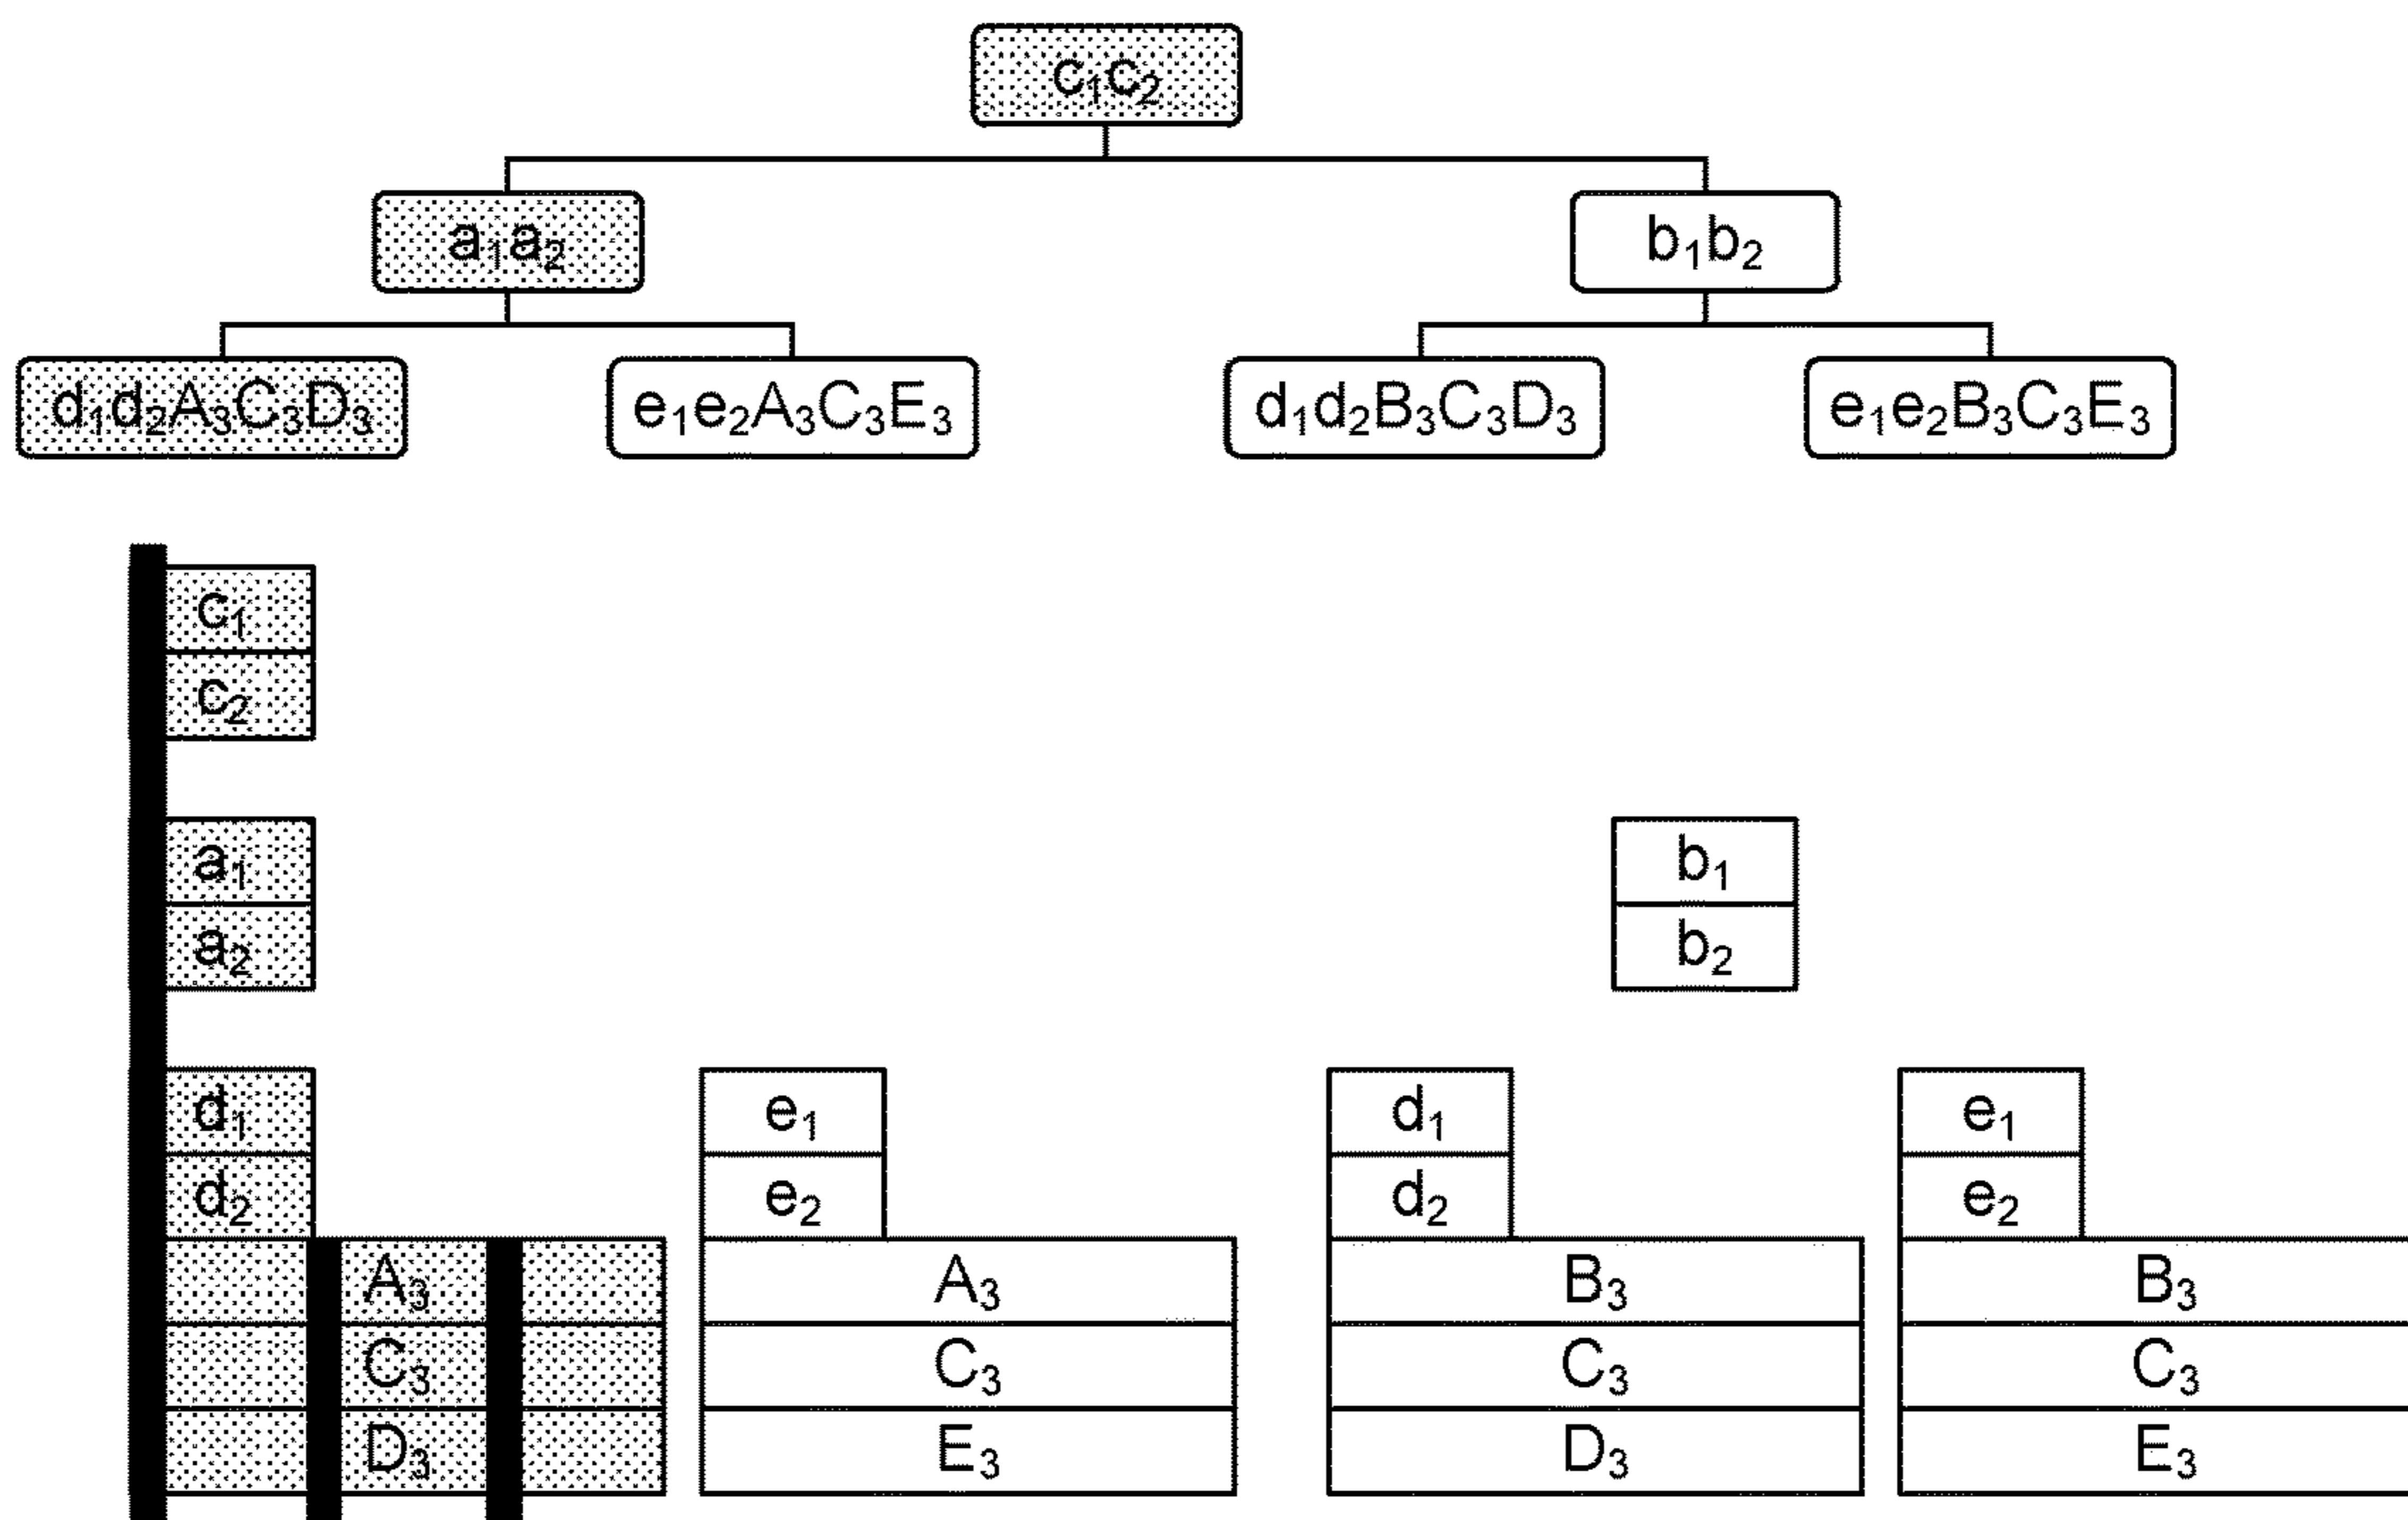 c₁c₂
a₁a₂
b₁b₂
d₁d₂A₃C₃D₃
e₁e₂A₃C₃E₃
d₁d₂B₃C₃D₃
e₁e₂B₃C₃E₃
c₁
c₂
a₁
a₂
b₁
b₂
d₁
d₂
A₃
C₃
D₃
e₁
e₂
A₃
C₃
E₃
d₁
d₂
B₃
C₃
D₃
e₁
e₂
B₃
C₃
E₃